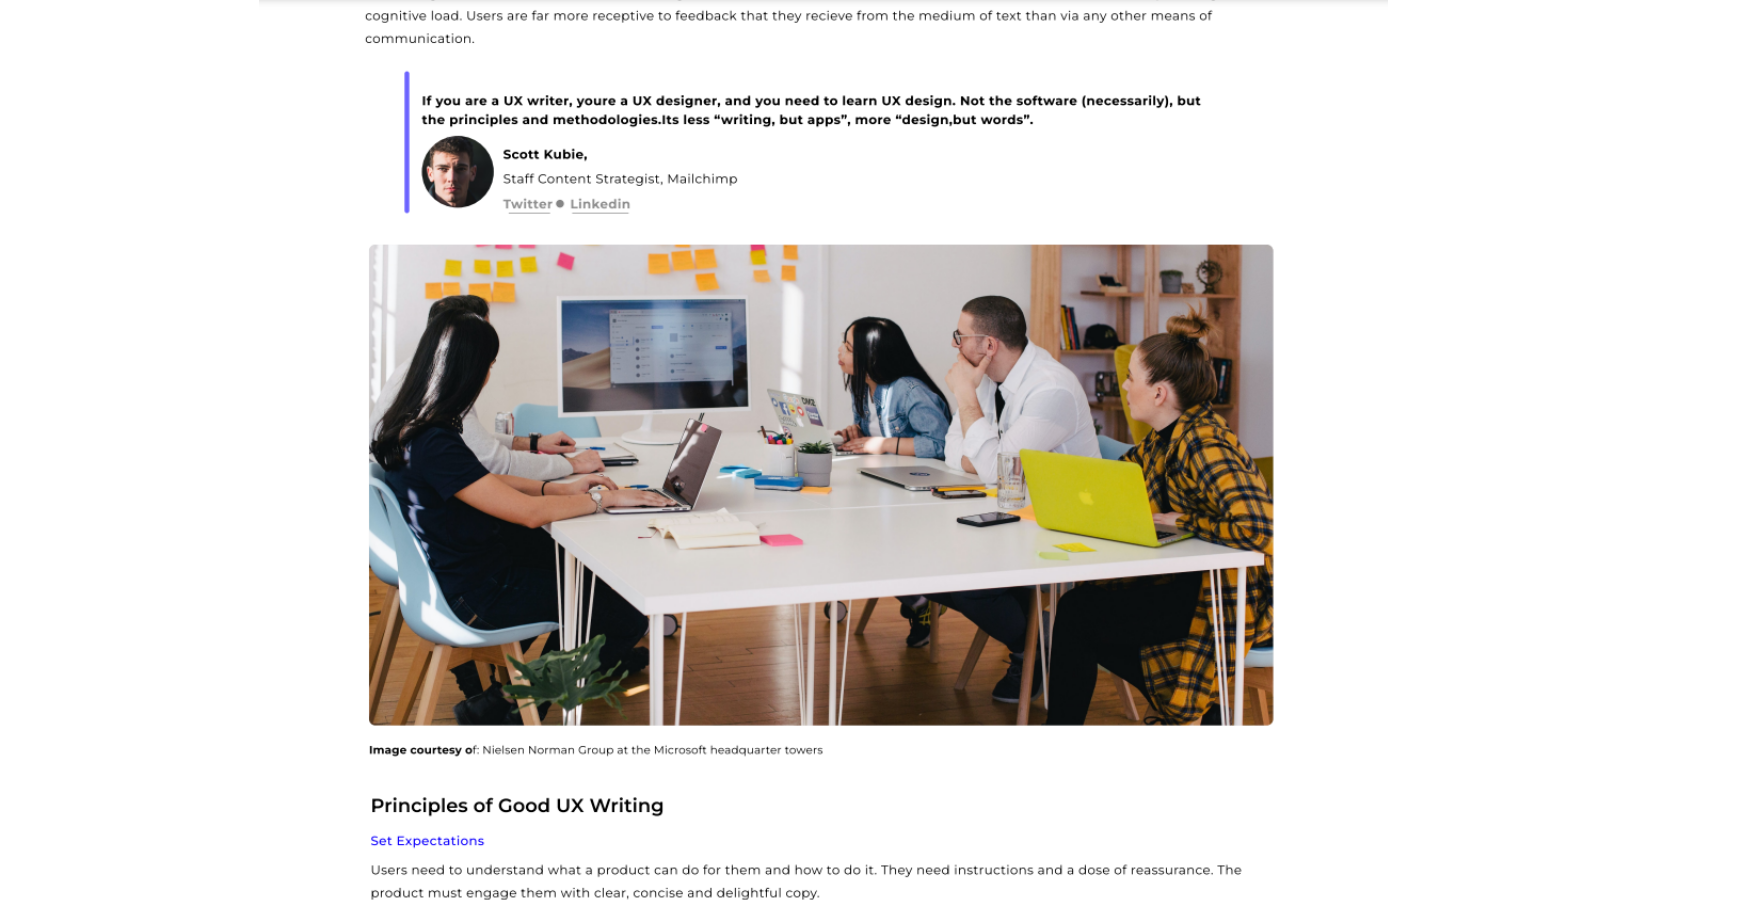 cognitive load. Users are far more receptive to feedback that they recieve from the medium of text than via any other means of
communication.
If you are a UX writer, youre a UX designer, and you need to learn UX design. Not the software (necessarily), but
the principles and methodologies.Its less “writing, but apps”, more “design,but words”.
Scott Kubie,
Staff Content Strategist, Mailchimp
Twitter ● Linkedin
Image courtesy of: Nielsen Norman Group at the Microsoft headquarter towers
Principles of Good UX Writing
Set Expectations
Users need to understand what a product can do for them and how to do it. They need instructions and a dose of reassurance. The
product must engage them with clear, concise and delightful copy.